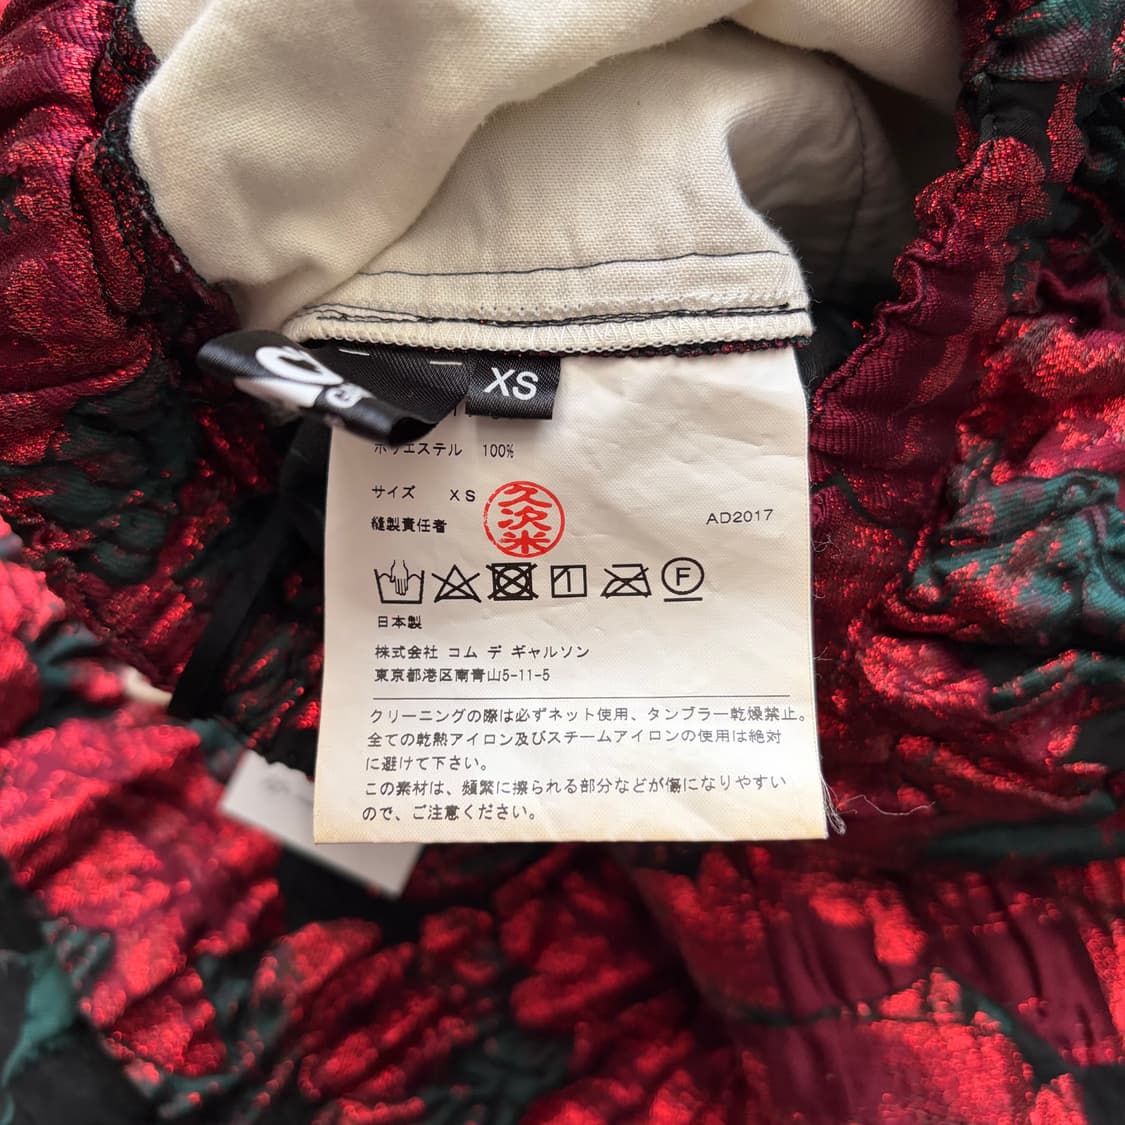 XS
ポリエステル 100%
サイズ XS
久次米
縫製責任者
AD2017
F
日本製
株式会社 コム デ ギャルソン
東京都港区南青山5-11-5
クリーニングの際は必ずネット使用、タンブラー乾燥禁止。
全ての乾熱アイロン及びスチームアイロンの使用は絶対
に避けて下さい。
この素材は、頻繁に擦られる部分などが傷になりやすい
ので、ご注意ください。